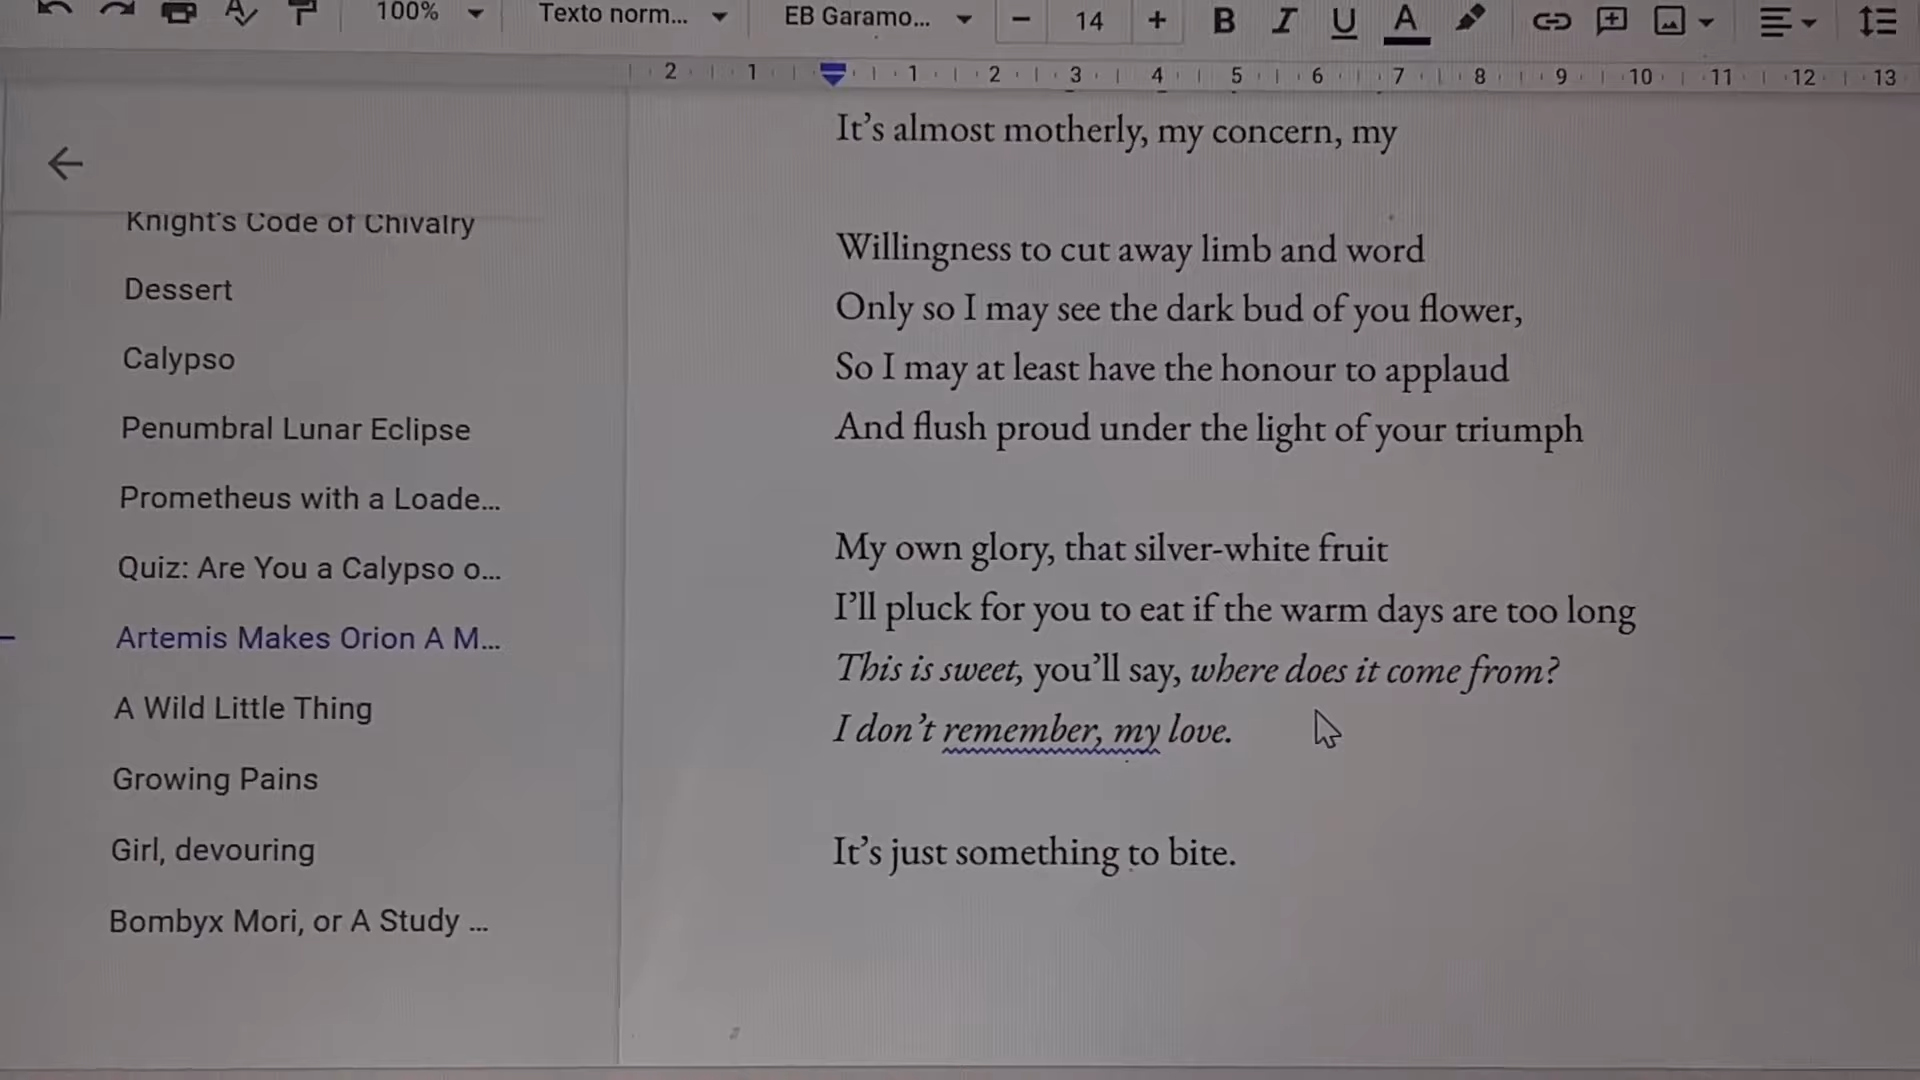 100%
Texto norm...
EB Garamo...
14
B I U A
2 1 1 2 3 4 5 6 7 8 9 10 11 12 13
Knight's Code of Chivalry
Dessert
Calypso
Penumbral Lunar Eclipse
Prometheus with a Loade...
Quiz: Are You a Calypso o...
Artemis Makes Orion A M...
A Wild Little Thing
Growing Pains
Girl, devouring
Bombyx Mori, or A Study ...
It's almost motherly, my concern, my
Willingness to cut away limb and word
Only so I may see the dark bud of you flower,
So I may at least have the honour to applaud
And flush proud under the light of your triumph
My own glory, that silver-white fruit
I'll pluck for you to eat if the warm days are too long
This is sweet, you'll say, where does it come from?
I don't remember, my love.
It's just something to bite.